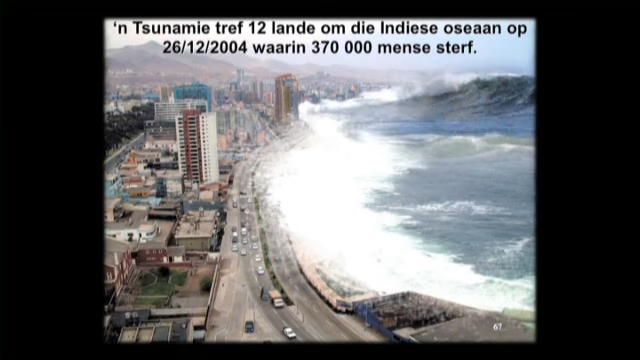 ‘n Tsunamie tref 12 lande om die Indiese oseaan op
26/12/2004 waarin 370 000 mense sterf.
67